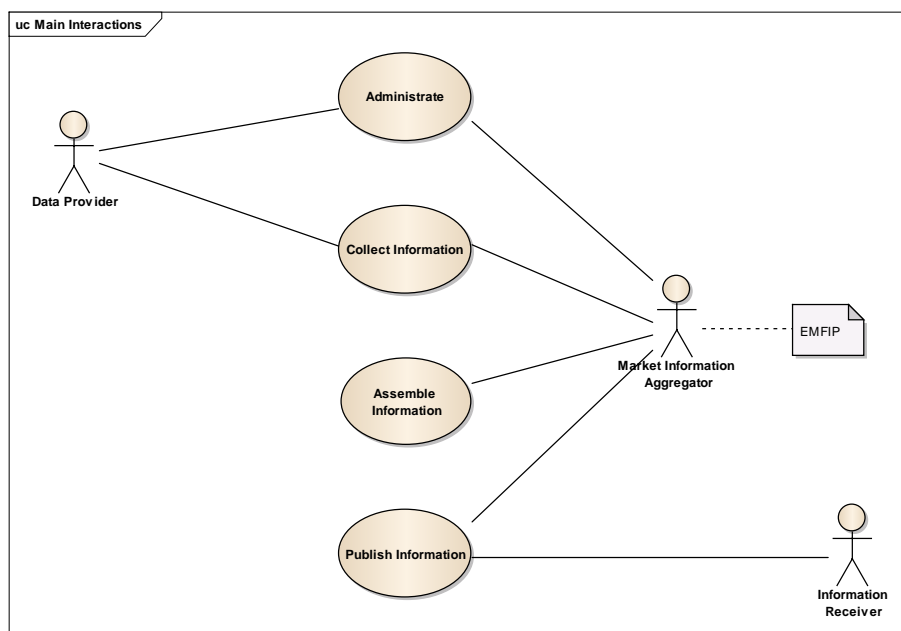 uc Main Interactions
Administrate
Data Provider
Collect Information
EMFIP
Market Information
Aggregator
Assemble
Information
Publish Information
Information
Receiver